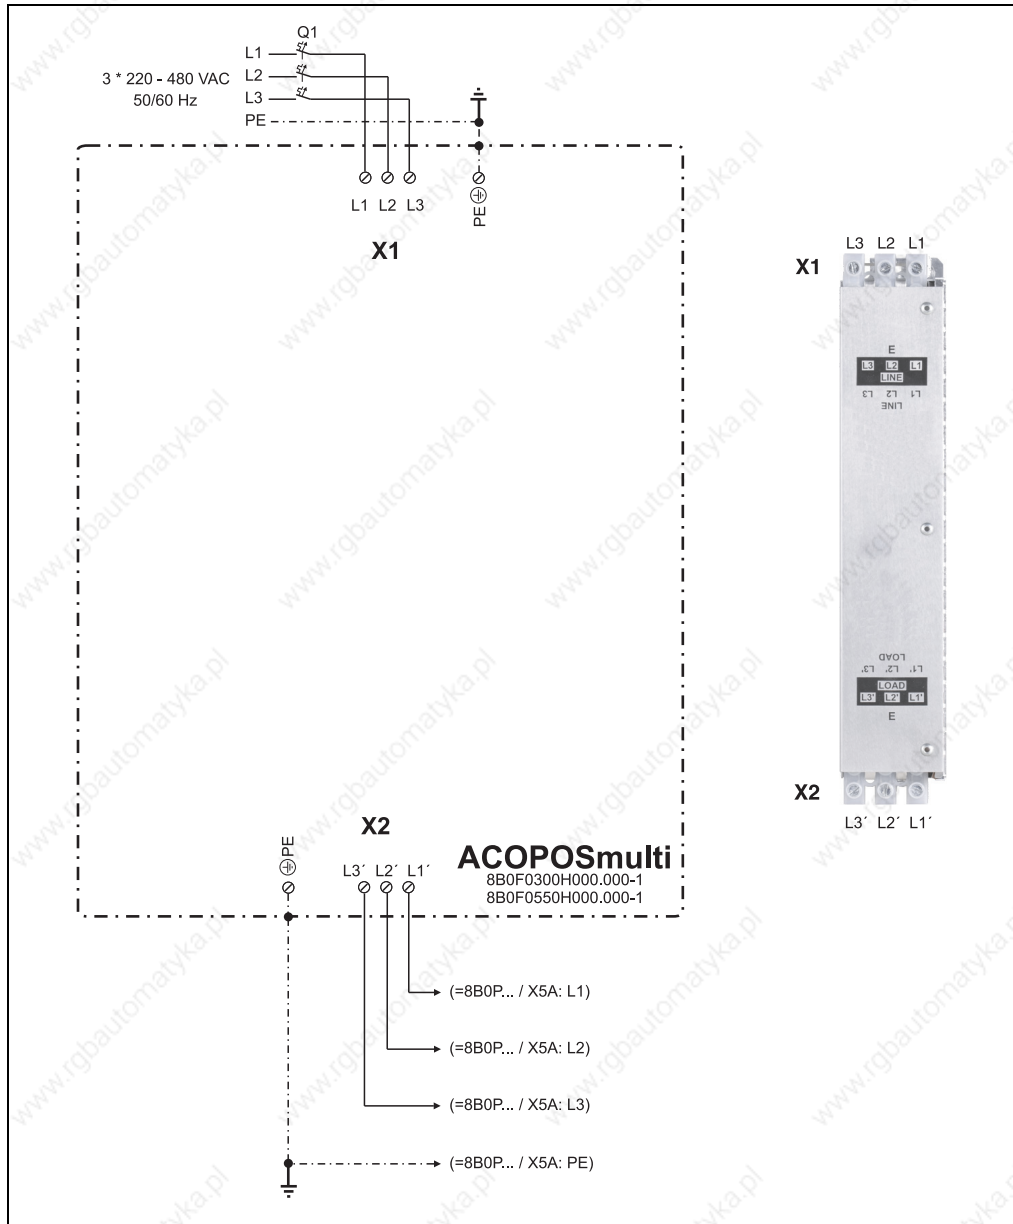 Q1
L1
3 * 220 - 480 VAC
L2
50/60 Hz
L3
PE
L1 L2 L3
PE
X1
L3 L2 L1
X1
E
L3 L2 L1
LINE
L3 L2 L1
LINE
LOAD
L3' L2' L1'
LOAD
L3' L2' L1'
E
X2
L3´ L2´ L1´
X2
PE
L3´ L2´ L1´
ACOPOSmulti
8B0F0300H000.000-1
8B0F0550H000.000-1
(=8B0P... / X5A: L1)
(=8B0P... / X5A: L2)
(=8B0P... / X5A: L3)
(=8B0P... / X5A: PE)
www.rgbautomatyka.pl